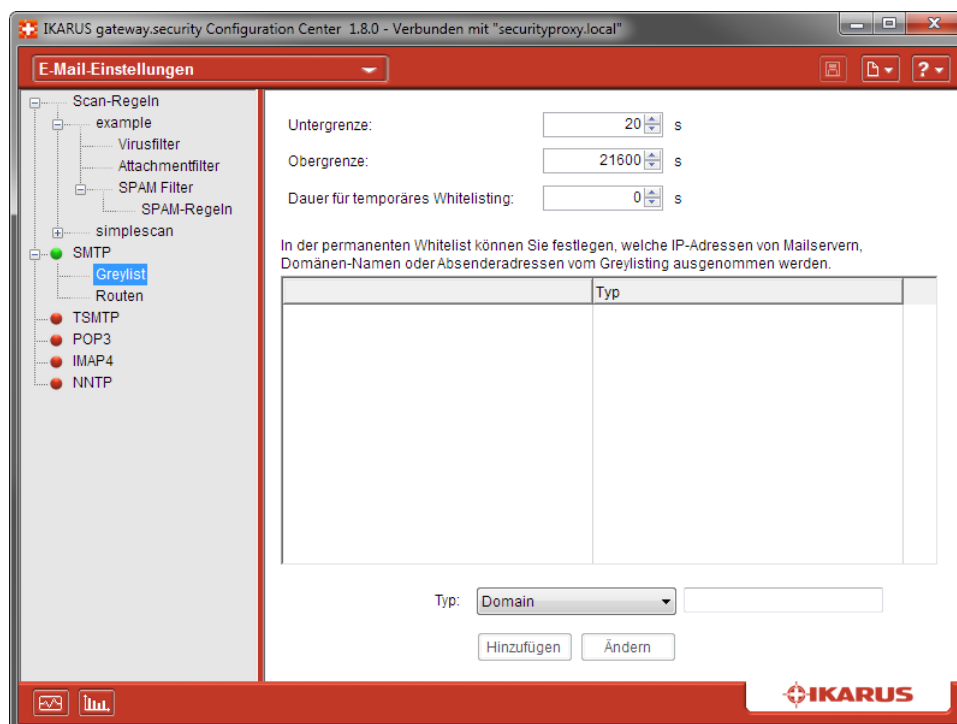 IKARUS gateway.security Configuration Center 1.8.0 - Verbunden mit "securityproxy.local"
E-Mail-Einstellungen
?
Scan-Regeln
example
Virusfilter
Attachmentfilter
SPAM Filter
SPAM-Regeln
simplescan
SMTP
Greylist
Routen
TSMTP
POP3
IMAP4
NNTP
Untergrenze: 20 s
Obergrenze: 21600 s
Dauer für temporäres Whitelisting: 0 s
In der permanenten Whitelist können Sie festlegen, welche IP-Adressen von Mailservern,
Domänen-Namen oder Absenderadressen vom Greylisting ausgenommen werden.
Typ
Typ: Domain
Hinzufügen Ändern
IKARUS